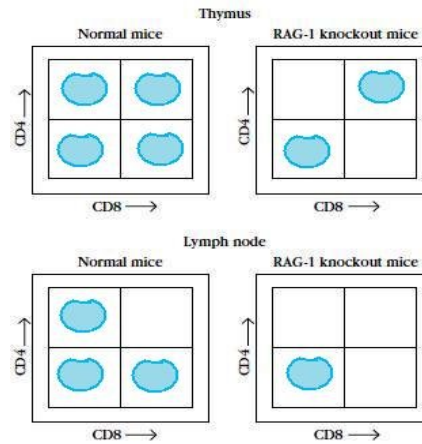 Thymus
Normal mice RAG-1 knockout mice
CD4 → CD4 →
CD8 → CD8 →
Lymph node
Normal mice RAG-1 knockout mice
CD4 → CD4 →
CD8 → CD8 →